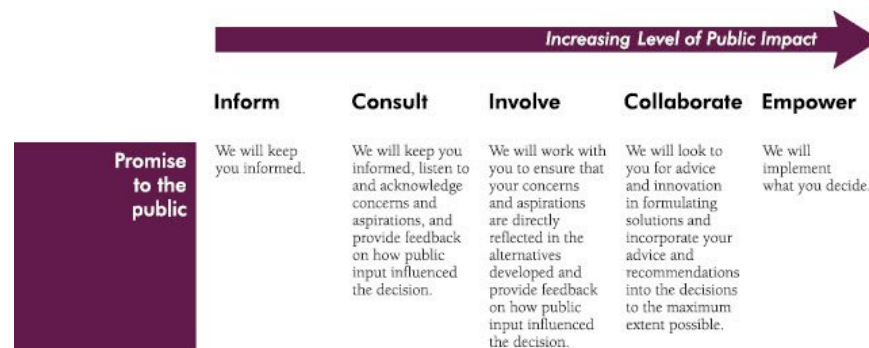 Increasing Level of Public Impact
Inform
Consult
Involve
Collaborate
Empower
Promise
to the
public
We will keep
you informed.
We will keep you
informed, listen to
and acknowledge
concerns and
aspirations, and
provide feedback
on how public
input influenced
the decision.
We will work with
you to ensure that
your concerns
and aspirations
are directly
reflected in the
alternatives
developed and
provide feedback
on how public
input influenced
the decision.
We will look to
you for advice
and innovation
in formulating
solutions and
incorporate your
advice and
recommendations
into the decisions
to the maximum
extent possible.
We will
implement
what you decide.